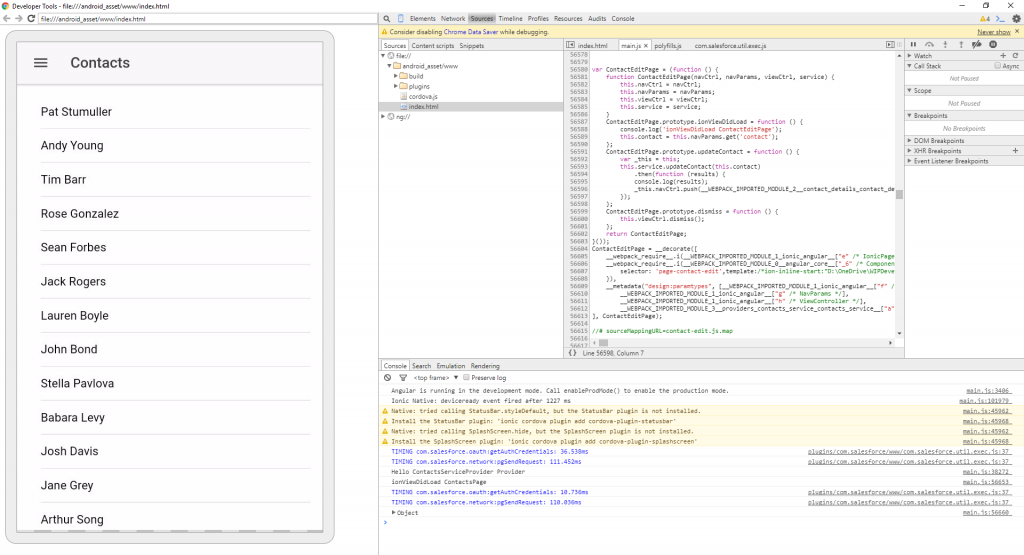 Developer Tools - file:///android_asset/www/index.html
file:///android_asset/www/index.html
Contacts
Pat Stumuller
Andy Young
Tim Barr
Rose Gonzalez
Sean Forbes
Jack Rogers
Lauren Boyle
John Bond
Stella Pavlova
Babara Levy
Josh Davis
Jane Grey
Arthur Song
Elements Network Sources Timeline Profiles Resources Audits Console
4
Consider disabling Chrome Data Saver while debugging. Never show
Sources Content scripts Snippets
file://
android_asset/www
build
plugins
cordova.js
index.html
ng://
index.html main.js polyfills.js com.salesforce.util.exec.js
56578
56579
56580 var ContactEditPage = (function () {
56581 function ContactEditPage(navCtrl, navParams, viewCtrl, service) {
56582 this.navCtrl = navCtrl;
56583 this.navParams = navParams;
56584 this.viewCtrl = viewCtrl;
56585 this.service = service;
56586 }
56587 ContactEditPage.prototype.ionViewDidLoad = function () {
56588 console.log('ionViewDidLoad ContactEditPage');
56589 this.contact = this.navParams.get('contact');
56590 };
56591 ContactEditPage.prototype.updateContact = function () {
56592 var _this = this;
56593 this.service.updateContact(this.contact)
56594 .then(function (results) {
56595 console.log(results);
56596 _this.navCtrl.push(__WEBPACK_IMPORTED_MODULE_2__contact_details_contact_de
56597 });
56598 };
56599 ContactEditPage.prototype.dismiss = function () {
56600 this.viewCtrl.dismiss();
56601 };
56602 return ContactEditPage;
56603 }());
56604 ContactEditPage = __decorate([
56605 __webpack_require__.i(__WEBPACK_IMPORTED_MODULE_1_ionic_angular__["e" /* IonicPage
56606 __webpack_require__.i(__WEBPACK_IMPORTED_MODULE_0__angular_core__["_6" /* Component
56607 selector: 'page-contact-edit',template:/*ion-inline-start:"D:\OneDrive\WIPDeve
56608 }),
56609 __metadata("design:paramtypes", [__WEBPACK_IMPORTED_MODULE_1_ionic_angular__["f" /
56610 __WEBPACK_IMPORTED_MODULE_1_ionic_angular__["g" /* NavParams */],
56611 __WEBPACK_IMPORTED_MODULE_1_ionic_angular__["h" /* ViewController */],
56612 __WEBPACK_IMPORTED_MODULE_3__providers_contacts_service_contacts_service__["a"
56613 ], ContactEditPage);
56614
56615 //# sourceMappingURL=contact-edit.js.map
56616
{} Line 56598, Column 7
Watch
Call Stack Async
Not Paused
Scope
Not Paused
Breakpoints
No Breakpoints
DOM Breakpoints
XHR Breakpoints
Event Listener Breakpoints
Console Search Emulation Rendering
<top frame> Preserve log
Angular is running in the development mode. Call enableProdMode() to enable the production mode. main.js:3406
Ionic Native: deviceready event fired after 1227 ms main.js:101979
Native: tried calling StatusBar.styleDefault, but the StatusBar plugin is not installed. main.js:45962
Install the StatusBar plugin: 'ionic cordova plugin add cordova-plugin-statusbar' main.js:45968
Native: tried calling SplashScreen.hide, but the SplashScreen plugin is not installed. main.js:45962
Install the SplashScreen plugin: 'ionic cordova plugin add cordova-plugin-splashscreen' main.js:45968
TIMING com.salesforce.oauth:getAuthCredentials: 36.538ms plugins/com.salesforce/www/com.salesforce.util.exec.js:37
TIMING com.salesforce.network:pgSendRequest: 111.452ms plugins/com.salesforce/www/com.salesforce.util.exec.js:37
Hello ContactsServiceProvider Provider main.js:38272
ionViewDidLoad ContactsPage main.js:56653
TIMING com.salesforce.oauth:getAuthCredentials: 10.736ms plugins/com.salesforce/www/com.salesforce.util.exec.js:37
TIMING com.salesforce.network:pgSendRequest: 110.030ms plugins/com.salesforce/www/com.salesforce.util.exec.js:37
Object main.js:56660